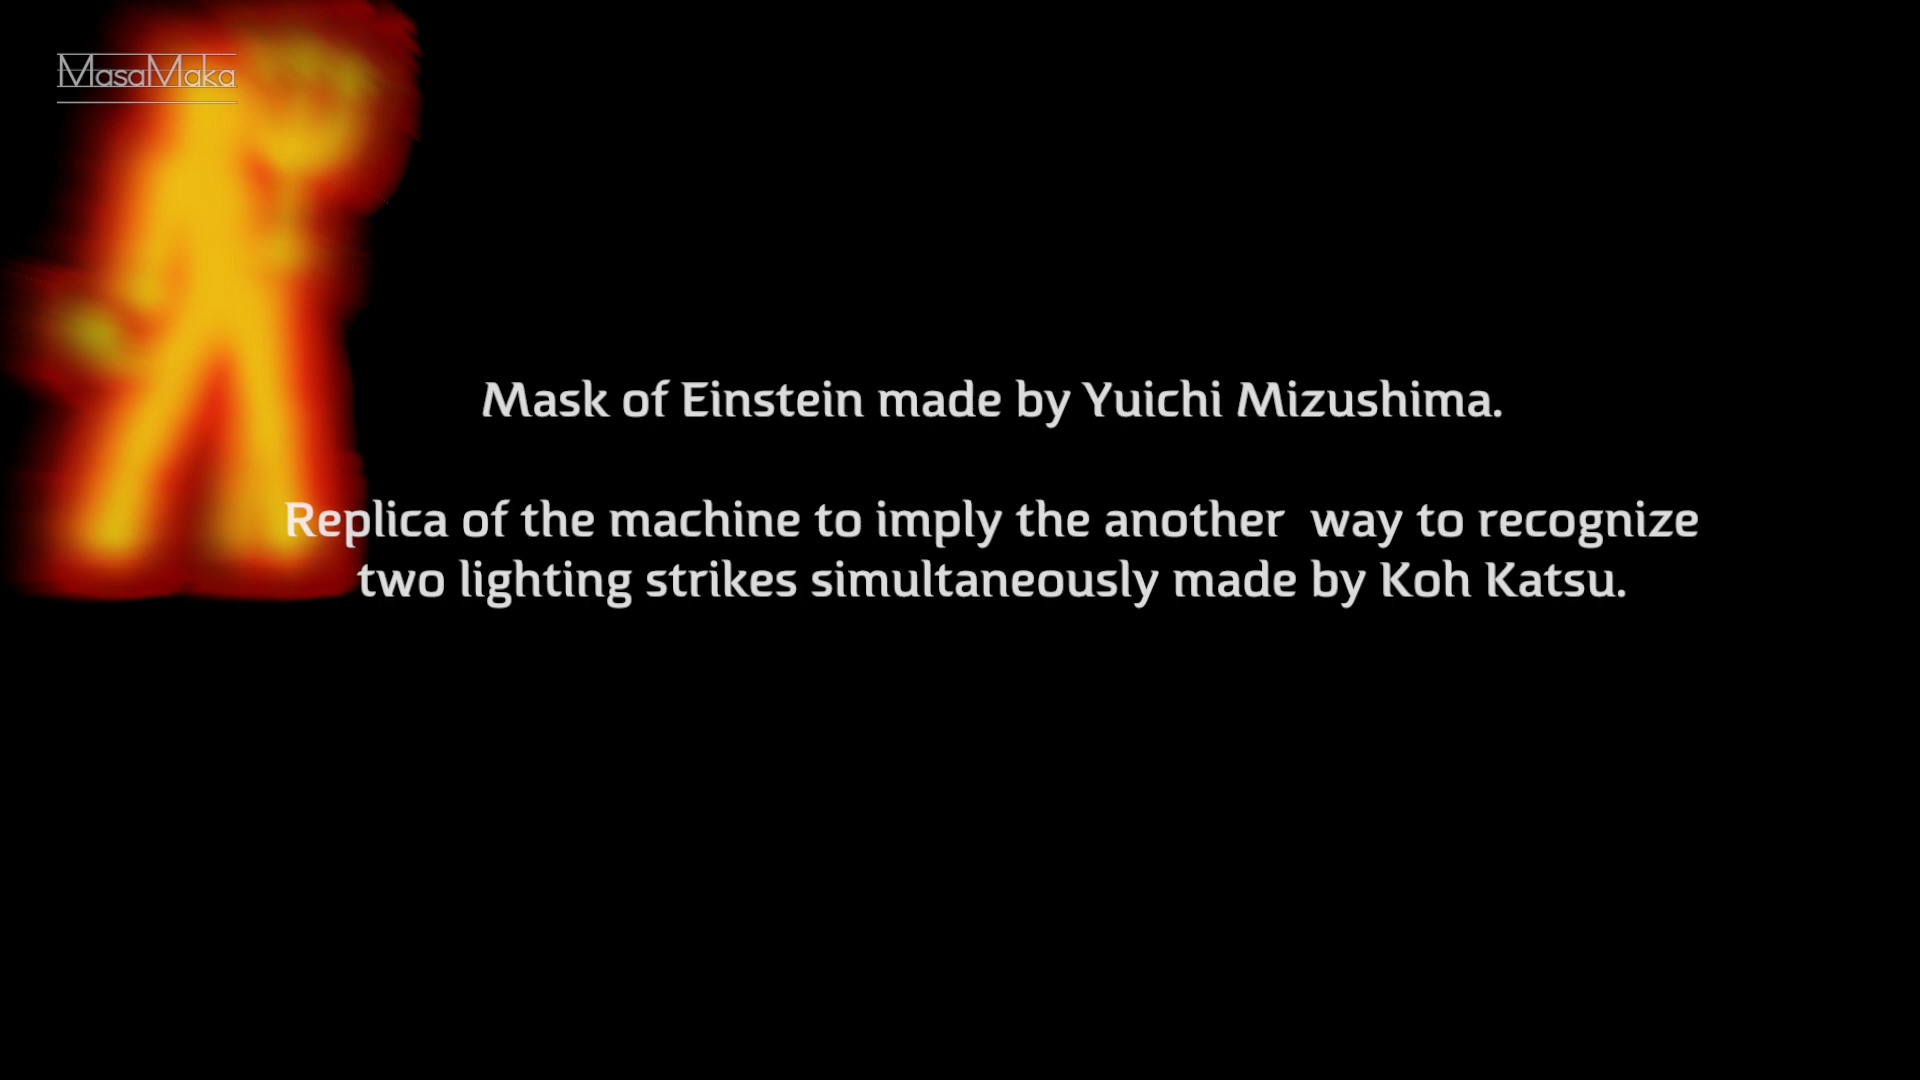 MasaMaka
Mask of Einstein made by Yuichi Mizushima.
Replica of the machine to imply the another  way to recognize
two lighting strikes simultaneously made by Koh Katsu.